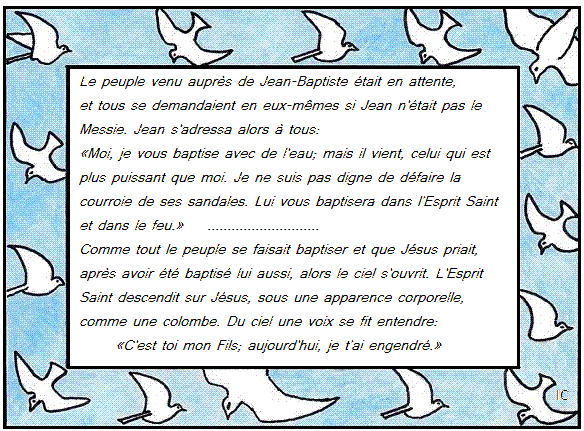 Le peuple venu auprès de Jean-Baptiste était en attente,
et tous se demandaient en eux-mêmes si Jean n'était pas le
Messie. Jean s'adressa alors à tous:
«Moi, je vous baptise avec de l'eau; mais il vient, celui qui est
plus puissant que moi. Je ne suis pas digne de défaire la
courroie de ses sandales. Lui vous baptisera dans l'Esprit Saint
et dans le feu.» ............................
Comme tout le peuple se faisait baptiser et que Jésus priait,
après avoir été baptisé lui aussi, alors le ciel s'ouvrit. L'Esprit
Saint descendit sur Jésus, sous une apparence corporelle,
comme une colombe. Du ciel une voix se fit entendre:
«C'est toi mon Fils; aujourd'hui, je t'ai engendré.»
IC